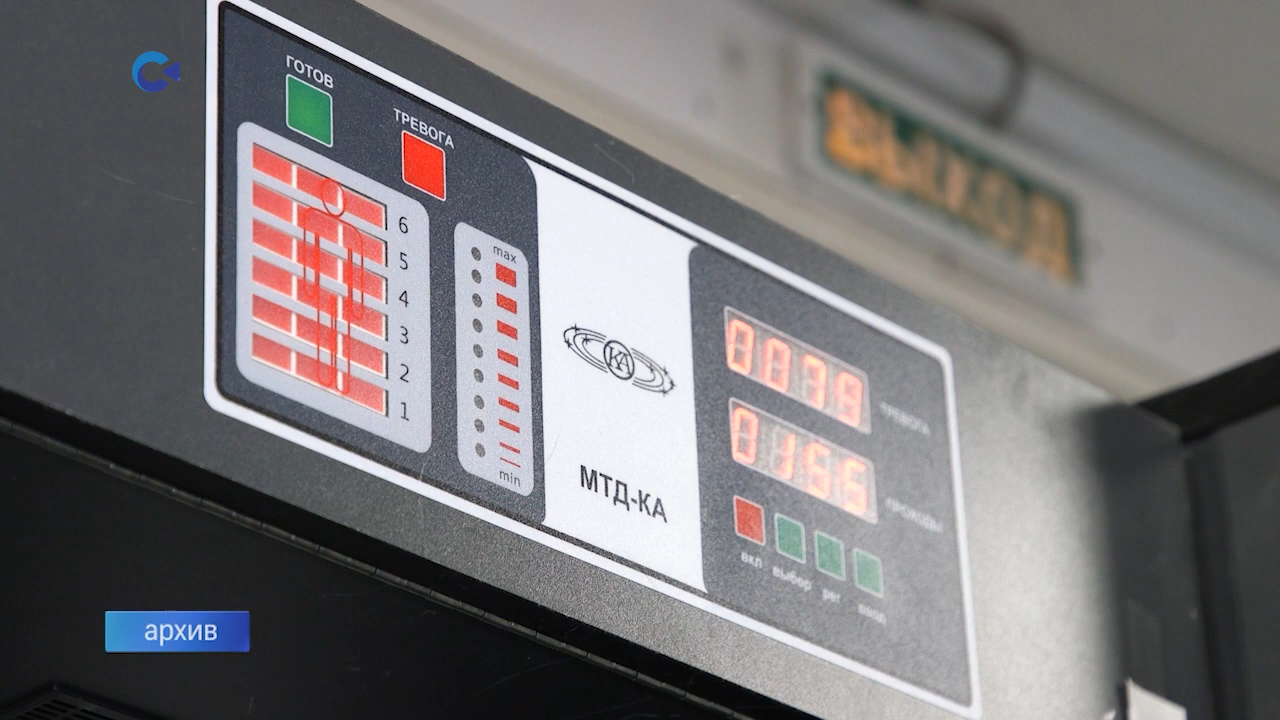 ГОТОВ
ТРЕВОГА
6
5
4
3
2
1
max
min
КА
МТД-КА
0079
ТРЕВОГА
0166
ПРОХОДЫ
вкл
выбор
рег
ввод
ВЫХОД
архив